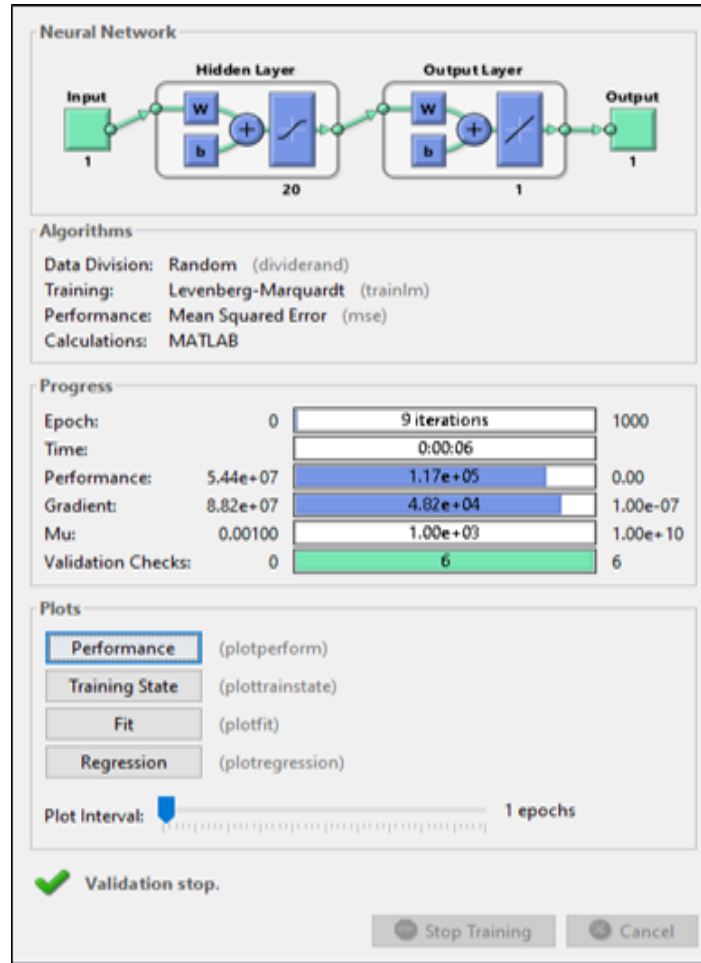 Neural Network
Hidden Layer
Output Layer
Input
Output
W
b
W
b
1
20
1
1
Algorithms
Data Division: Random (dividerand)
Training: Levenberg-Marquardt (trainlm)
Performance: Mean Squared Error (mse)
Calculations: MATLAB
Progress
Epoch: 0 9 iterations 1000
Time: 0:00:06
Performance: 5.44e+07 1.17e+05 0.00
Gradient: 8.82e+07 4.82e+04 1.00e-07
Mu: 0.00100 1.00e+03 1.00e+10
Validation Checks: 0 6 6
Plots
Performance (plotperform)
Training State (plottrainstate)
Fit (plotfit)
Regression (plotregression)
Plot Interval: 1 epochs
Validation stop.
Stop Training Cancel